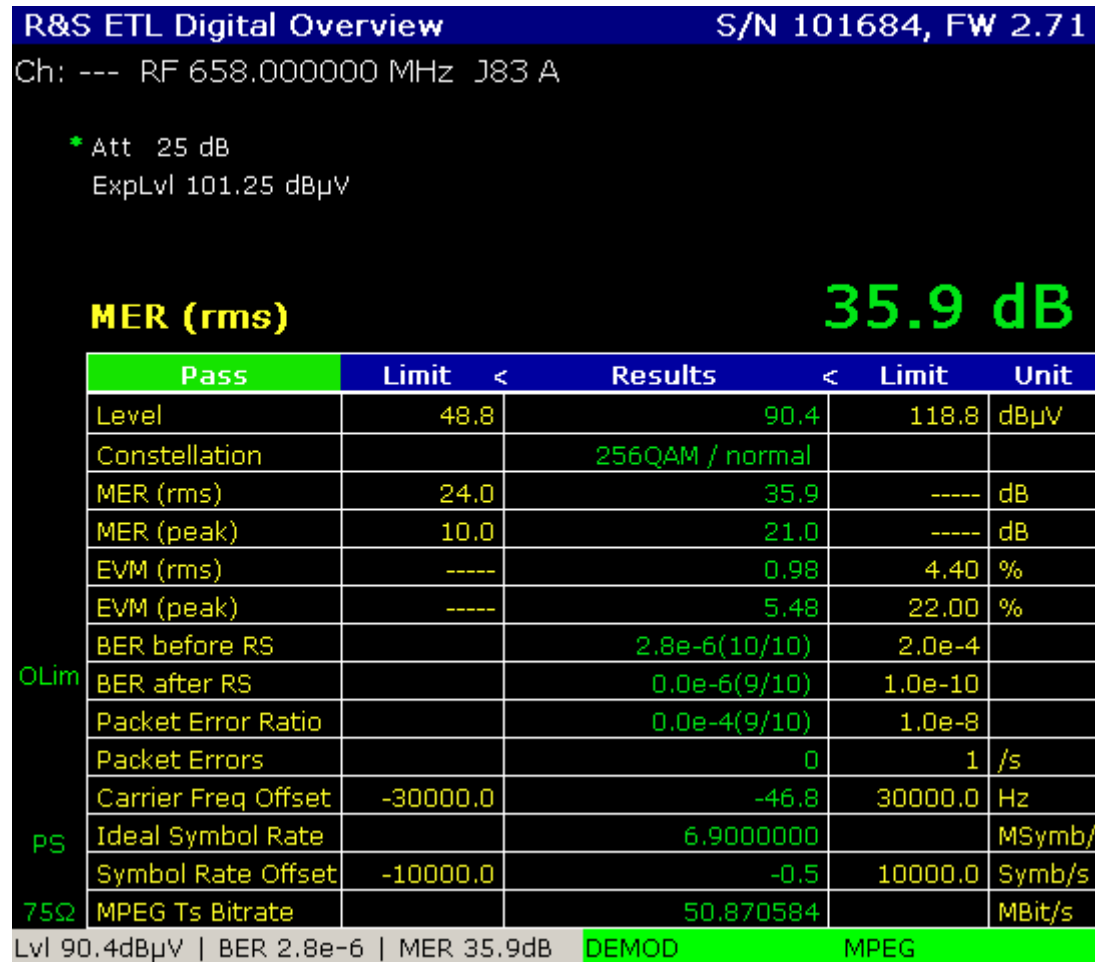 R&S ETL Digital Overview S/N 101684, FW 2.71
Ch: --- RF 658.000000 MHz J83 A
* Att 25 dB
ExpLvl 101.25 dBµV
MER (rms) 35.9 dB
Pass Limit < Results < Limit Unit
Level 48.8 90.4 118.8 dBµV
Constellation 256QAM / normal
MER (rms) 24.0 35.9 ----- dB
MER (peak) 10.0 21.0 ----- dB
EVM (rms) ----- 0.98 4.40 %
EVM (peak) ----- 5.48 22.00 %
BER before RS 2.8e-6(10/10) 2.0e-4
OLim BER after RS 0.0e-6(9/10) 1.0e-10
Packet Error Ratio 0.0e-4(9/10) 1.0e-8
Packet Errors 0 1 /s
Carrier Freq Offset -30000.0 -46.8 30000.0 Hz
PS Ideal Symbol Rate 6.9000000 MSymb/
Symbol Rate Offset -10000.0 -0.5 10000.0 Symb/s
75Ω MPEG Ts Bitrate 50.870584 MBit/s
Lvl 90.4dBµV | BER 2.8e-6 | MER 35.9dB DEMOD MPEG